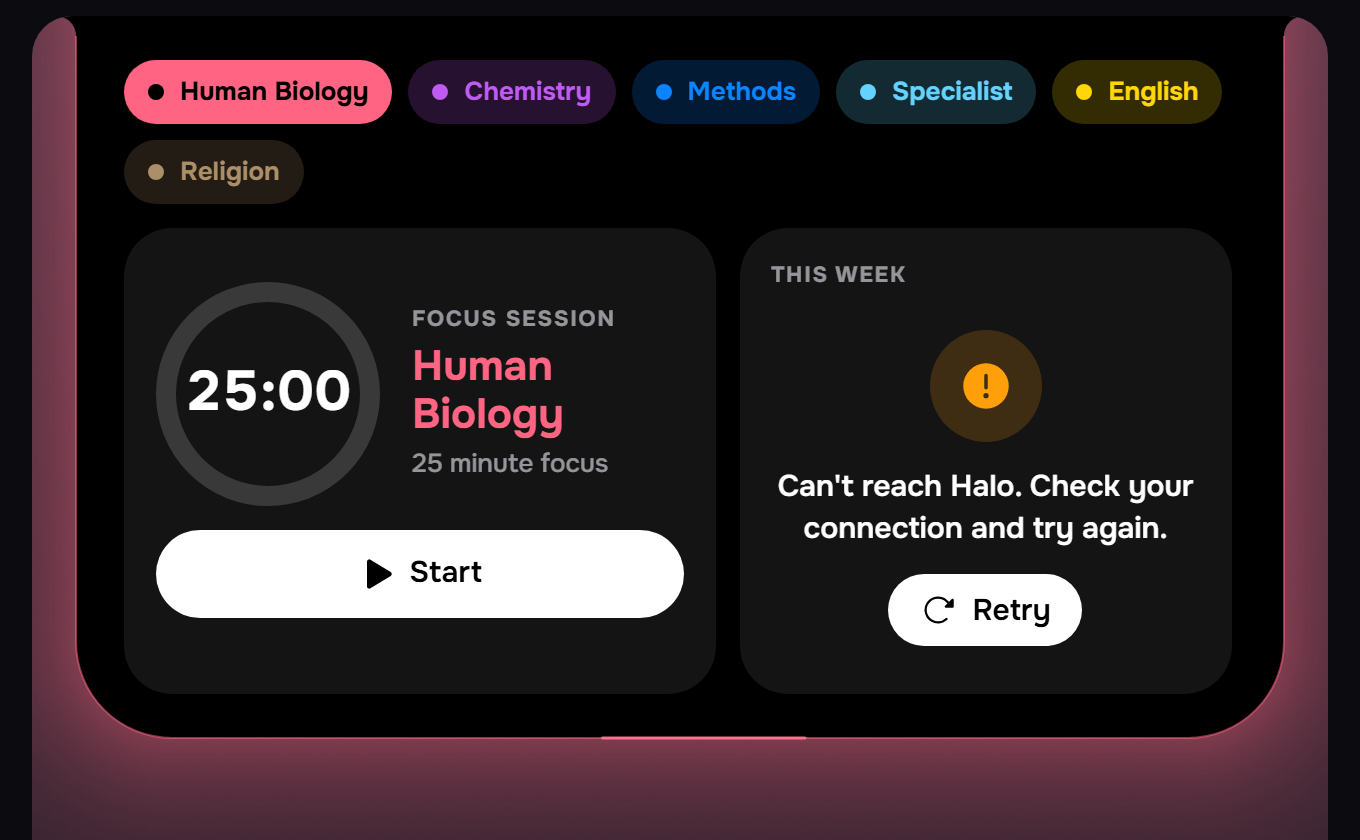 Human Biology
Chemistry
Methods
Specialist
English
Religion
25:00
FOCUS SESSION
Human
Biology
25 minute focus
Start
THIS WEEK
Can't reach Halo. Check your
connection and try again.
Retry